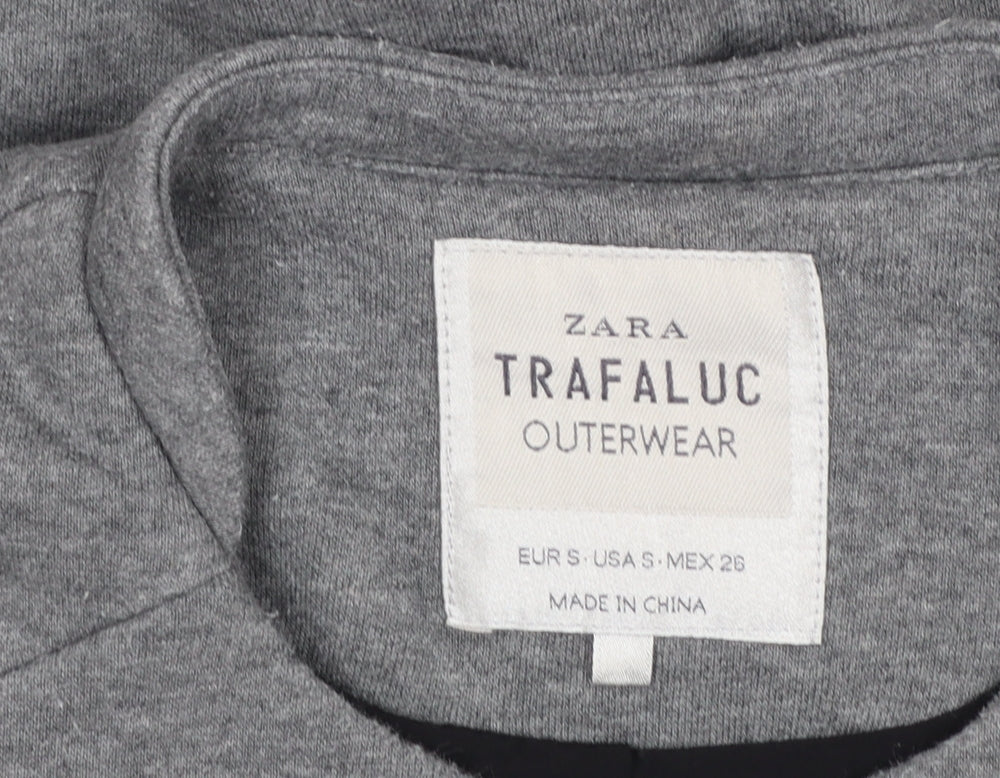 ZARA
TRAFALUC
OUTERWEAR
EUR S · USA S · MEX 26
MADE IN CHINA